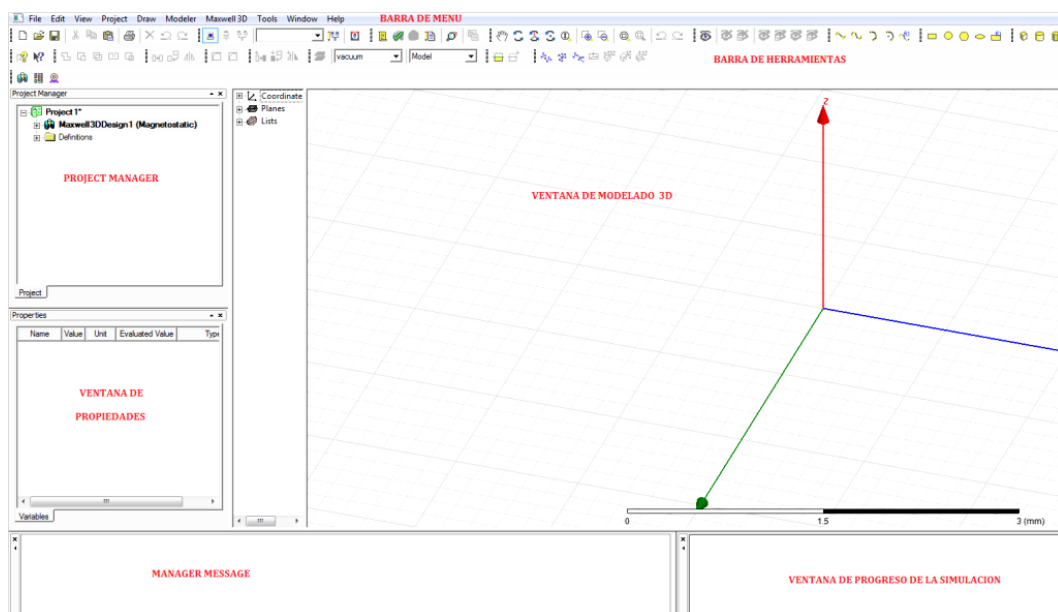 File Edit View Project Draw Modeler Maxwell 3D Tools Window Help BARRA DE MENU
vacuum Model BARRA DE HERRAMIENTAS
Project Manager
Project1*
Maxwell3DDesign1 (Magnetostatic)
Definitions
PROJECT MANAGER
Project
Coordinate
Planes
Lists
Z
VENTANA DE MODELADO 3D
0 1.5 3 (mm)
Properties
Name Value Unit Evaluated Value Type
VENTANA DE
PROPIEDADES
Variables
MANAGER MESSAGE
VENTANA DE PROGRESO DE LA SIMULACION